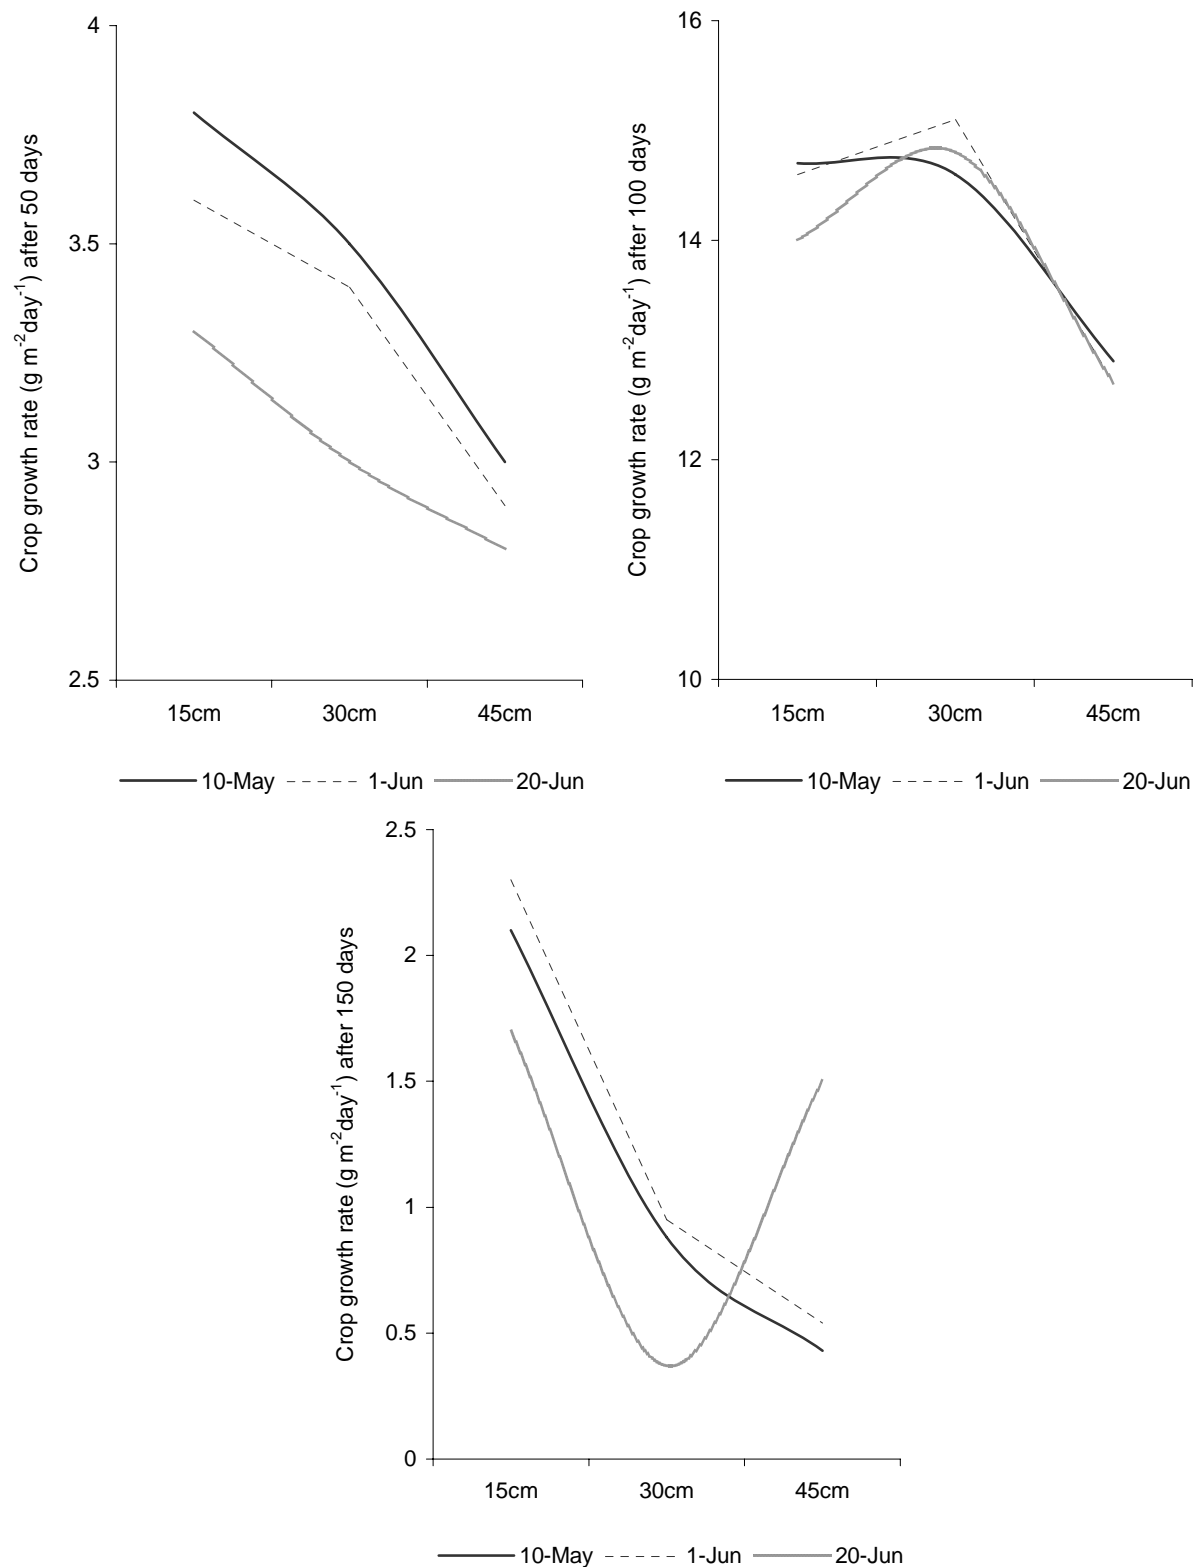 Crop growth rate (g m⁻²day⁻¹) after 50 days
4
3.5
3
2.5
15cm 30cm 45cm
10-May 1-Jun 20-Jun
Crop growth rate (g m⁻²day⁻¹) after 100 days
16
14
12
10
15cm 30cm 45cm
10-May 1-Jun 20-Jun
Crop growth rate (g m⁻²day⁻¹) after 150 days
2.5
2
1.5
1
0.5
0
15cm 30cm 45cm
10-May 1-Jun 20-Jun